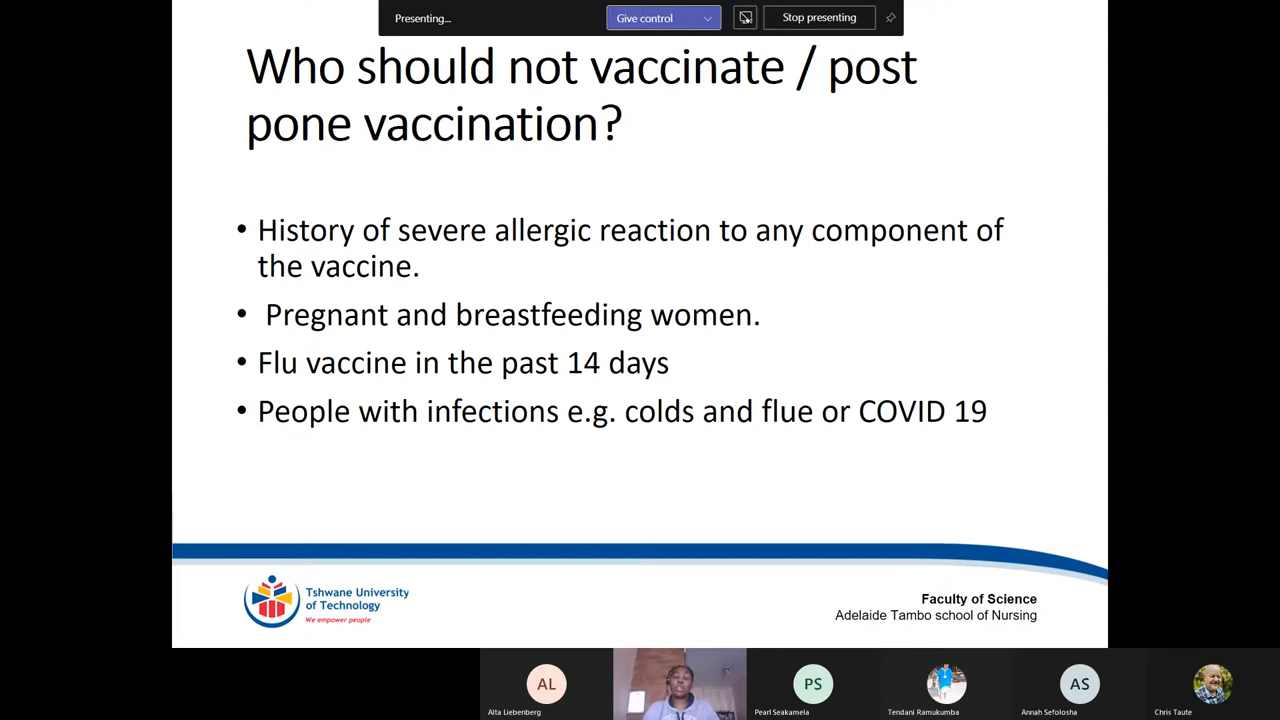 Presenting...
Give control
Stop presenting
Who should not vaccinate / post
pone vaccination?
• History of severe allergic reaction to any component of
the vaccine.
• Pregnant and breastfeeding women.
• Flu vaccine in the past 14 days
• People with infections e.g. colds and flue or COVID 19
Tshwane University
of Technology
We empower people
Faculty of Science
Adelaide Tambo school of Nursing
AL
PS
AS
Alta Liebenberg
Pearl Seakamela
Tendani Ramukumba
Annah Sefolosha
Chris Taute